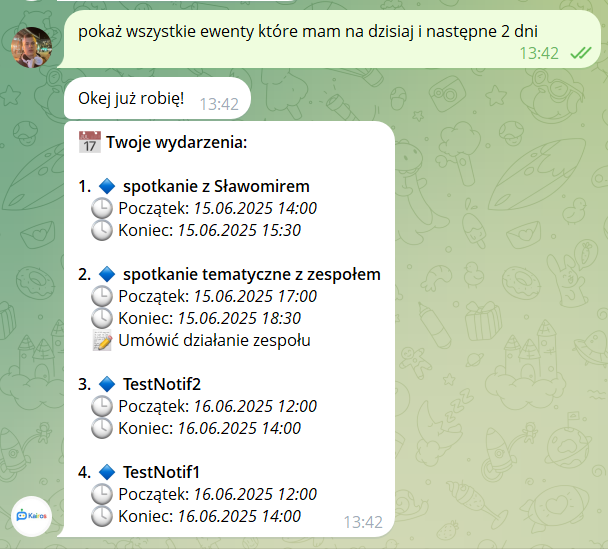 pokaż wszystkie ewenty które mam na dzisiaj i następne 2 dni
13:42
Okej już robię! 13:42
17 Twoje wydarzenia:
1. spotkanie z Sławomirem
Początek: 15.06.2025 14:00
Koniec: 15.06.2025 15:30
2. spotkanie tematyczne z zespołem
Początek: 15.06.2025 17:00
Koniec: 15.06.2025 18:30
Umówić działanie zespołu
3. TestNotif2
Początek: 16.06.2025 12:00
Koniec: 16.06.2025 14:00
4. TestNotif1
Początek: 16.06.2025 12:00
Koniec: 16.06.2025 14:00
13:42
Kairos